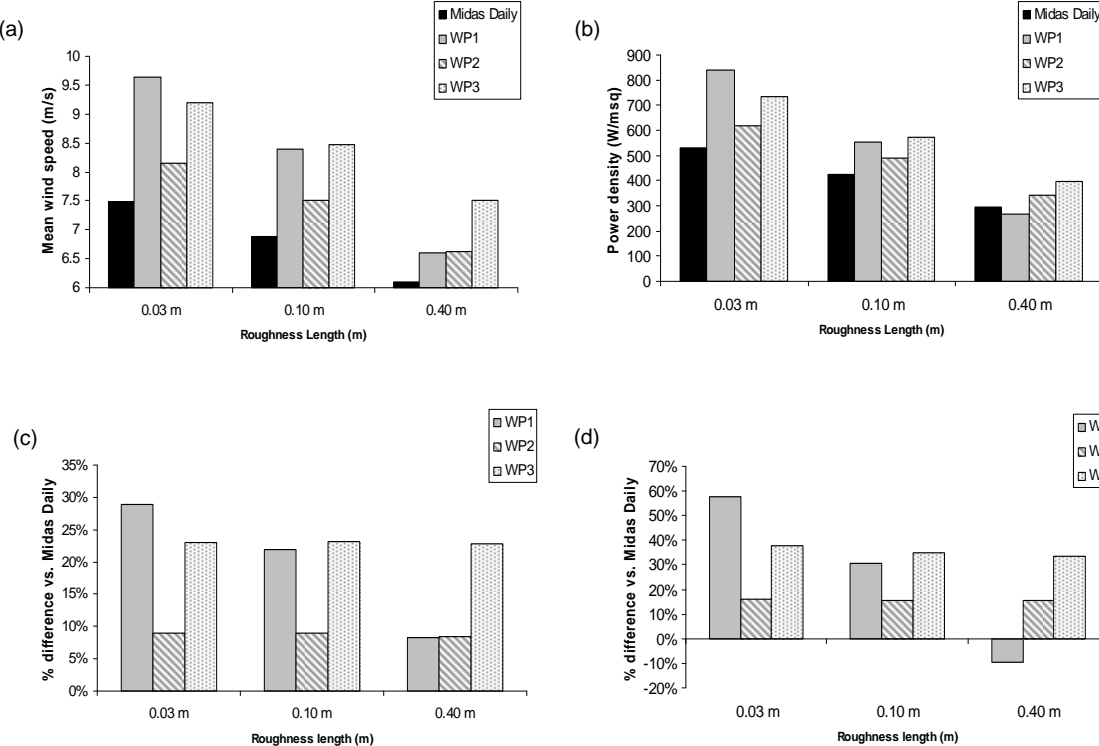 (a)
Midas Daily
WP1
WP2
WP3
Mean wind speed (m/s)
10
9.5
9
8.5
8
7.5
7
6.5
6
0.03 m
0.10 m
0.40 m
Roughness Length (m)
(b)
Midas Daily
WP1
WP2
WP3
Power density (W/msq)
900
800
700
600
500
400
300
200
100
0
0.03 m
0.10 m
0.40 m
Roughness Length (m)
(c)
WP1
WP2
WP3
% difference vs. Midas Daily
35%
30%
25%
20%
15%
10%
5%
0%
0.03 m
0.10 m
0.40 m
Roughness length (m)
(d)
% difference vs. Midas Daily
70%
60%
50%
40%
30%
20%
10%
0%
-10%
-20%
0.03 m
0.10 m
0.40 m
Roughness length (m)